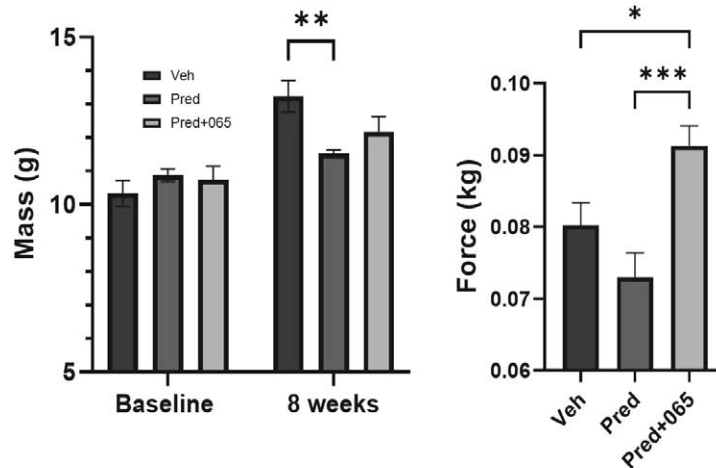 Mass (g)
15
10
5
Veh
Pred
Pred+065
**
Baseline
8 weeks
Force (kg)
0.10
0.09
0.08
0.07
0.06
*
***
Veh
Pred
Pred+065